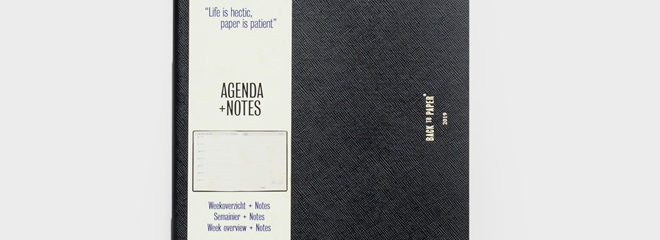 “Life is hectic,
paper is patient”
AGENDA
+NOTES
Weekoverzicht + Notes
Semainier + Notes
Week overview + Notes
BACK TO PAPER®
2019